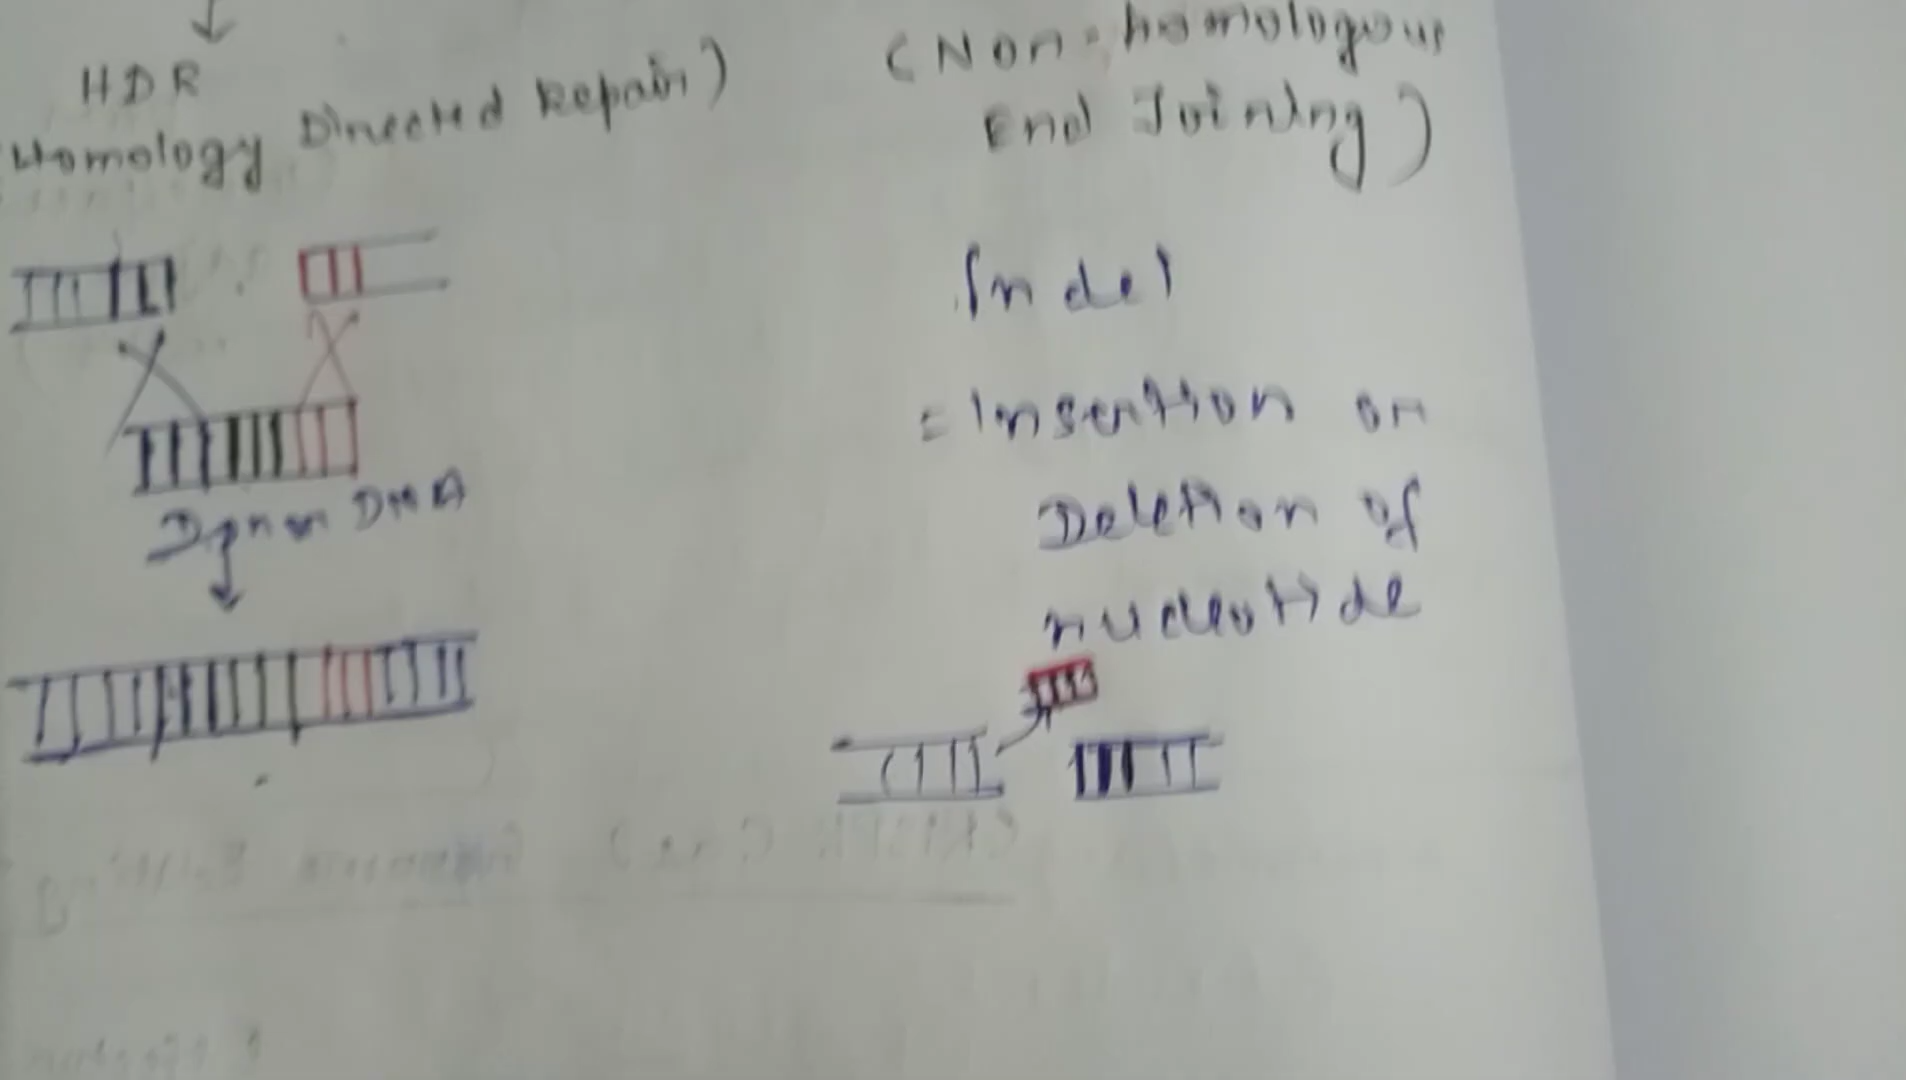 HDR
Homology Directed Repair)
(Non-homologous
End Joining)
Indel
= Insertion or
Deletion of
nucleotide
Donor DNA